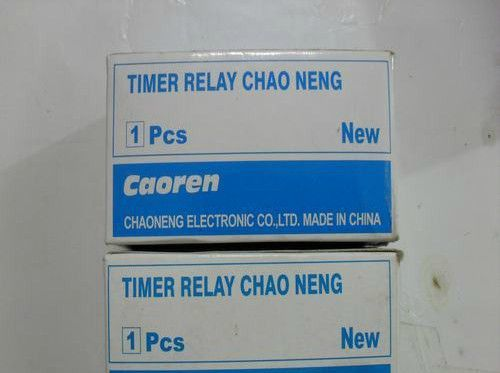 TIMER RELAY CHAO NENG
1 Pcs New
Caoren
CHAONENG ELECTRONIC CO.,LTD. MADE IN CHINA
TIMER RELAY CHAO NENG
1 Pcs New